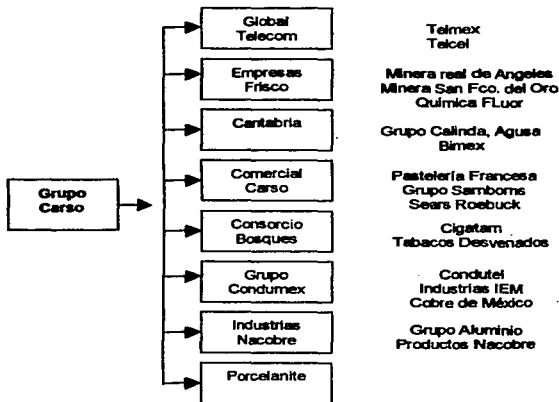 Global
Telecom
Telmex
Telcel
Empresas
Frisco
Minera real de Angeles
Minera San Fco. del Oro
Química FLuor
Cantabria
Grupo Calinda, Agusa
Bimex
Comercial
Carso
Pastelería Francesa
Grupo Samborns
Sears Roebuck
Grupo
Carso
Consorcio
Bosques
Cigatam
Tabacos Desvenados
Grupo
Condumex
Condutel
Industrias IEM
Cobre de México
Industrias
Nacobre
Grupo Aluminio
Productos Nacobre
Porcelanite